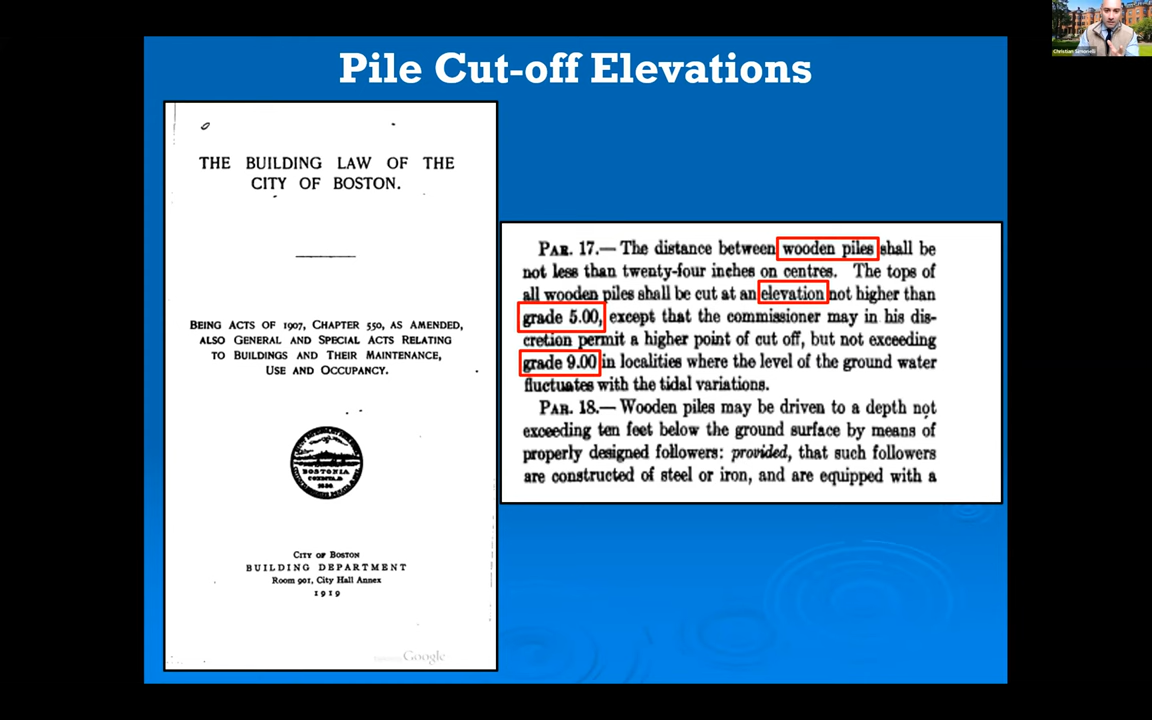 Pile Cut-off Elevations
THE BUILDING LAW OF THE
CITY OF BOSTON.
BEING ACTS OF 1907, CHAPTER 550, AS AMENDED,
ALSO GENERAL AND SPECIAL ACTS RELATING
TO BUILDINGS AND THEIR MAINTENANCE,
USE AND OCCUPANCY.
BOSTONIA
CITY OF BOSTON
BUILDING DEPARTMENT
Room 901, City Hall Annex
1919
Google
PAR. 17.— The distance between wooden piles shall be
not less than twenty-four inches on centres. The tops of
all wooden piles shall be cut at an elevation not higher than
grade 5.00, except that the commissioner may in his dis-
cretion permit a higher point of cut off, but not exceeding
grade 9.00 in localities where the level of the ground water
fluctuates with the tidal variations.
PAR. 18.— Wooden piles may be driven to a depth not
exceeding ten feet below the ground surface by means of
properly designed followers: provided, that such followers
are constructed of steel or iron, and are equipped with a
Christian Simonelli